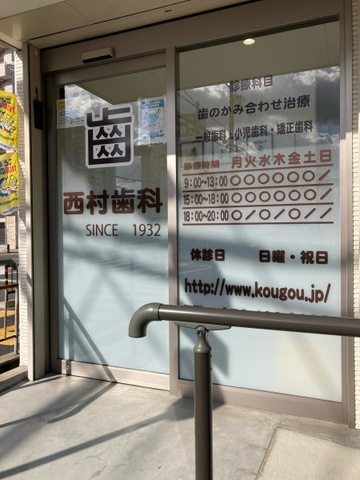 歯
西村歯科
SINCE 1932
診療科目
歯のかみ合わせ治療
一般歯科・小児歯科・矯正歯科
診療時間 月火水木金土日
9:00~13:00 ○○○○○○/
15:00~18:00 ○○○○○○/
18:00~20:00 ○/○/○//
休診日 日曜・祝日
http://www.kougou.jp/